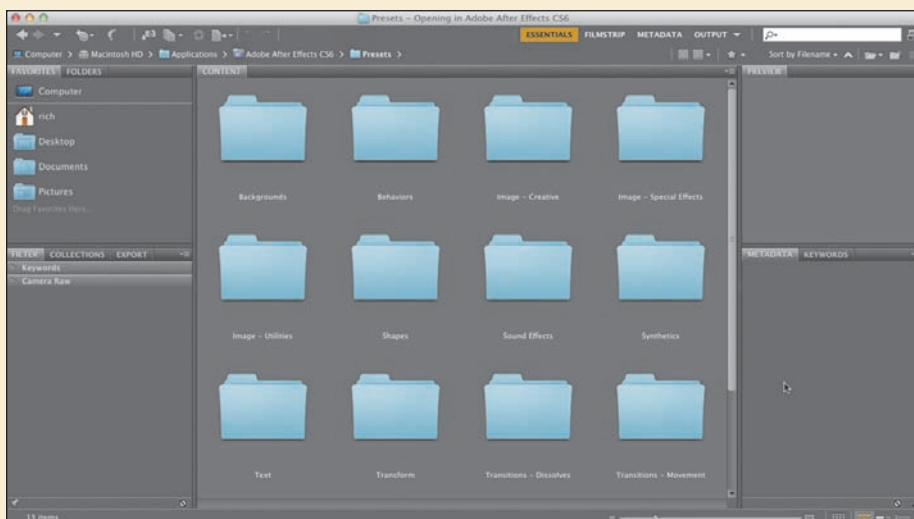 Presets – Opening in Adobe After Effects CS6
ESSENTIALS FILMSTRIP METADATA OUTPUT
Computer > Macintosh HD > Applications > Adobe After Effects CS6 > Presets >
Sort by Filename
FAVORITES FOLDERS
CONTENT
PREVIEW
Computer
rich
Desktop
Documents
Pictures
Drag Favorites Here...
Backgrounds
Behaviors
Image – Creative
Image – Special Effects
FILTER COLLECTIONS EXPORT
METADATA KEYWORDS
Keywords
Camera Raw
Image – Utilities
Shapes
Sound Effects
Synthetics
Text
Transform
Transitions – Dissolves
Transitions – Movement
13 items